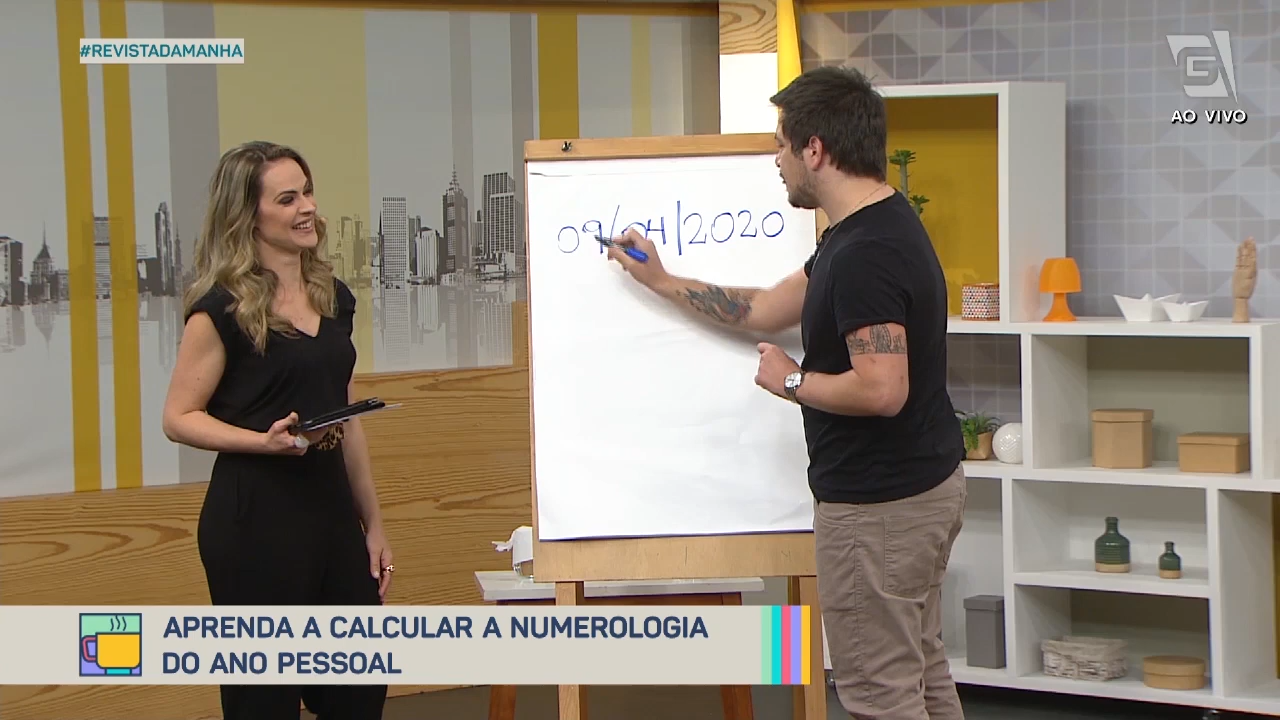 #REVISTADAMANHA
G
AO VIVO
09/04/2020
APRENDA A CALCULAR A NUMEROLOGIA
DO ANO PESSOAL